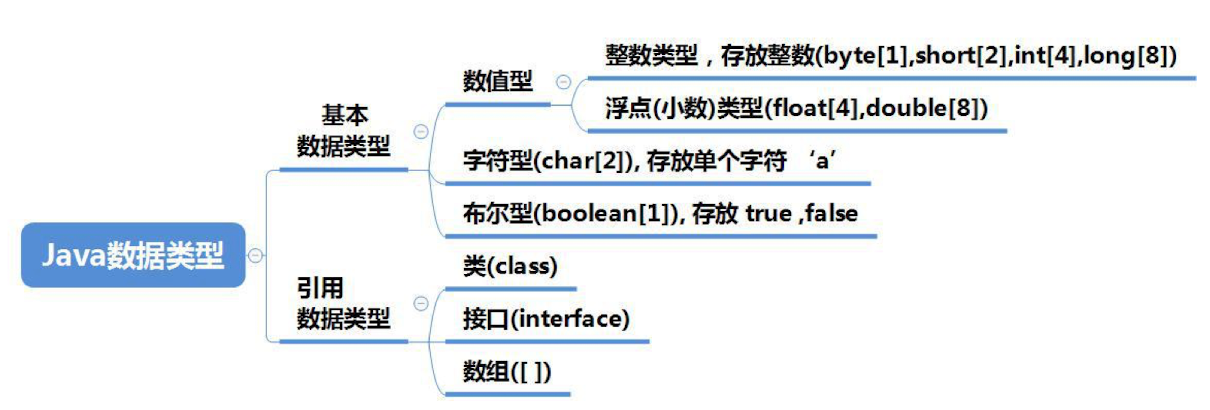 Java数据类型
基本
数据类型
数值型
整数类型，存放整数(byte[1],short[2],int[4],long[8])
浮点(小数)类型(float[4],double[8])
字符型(char[2]), 存放单个字符 ‘a’
布尔型(boolean[1]), 存放 true ,false
引用
数据类型
类(class)
接口(interface)
数组([ ])